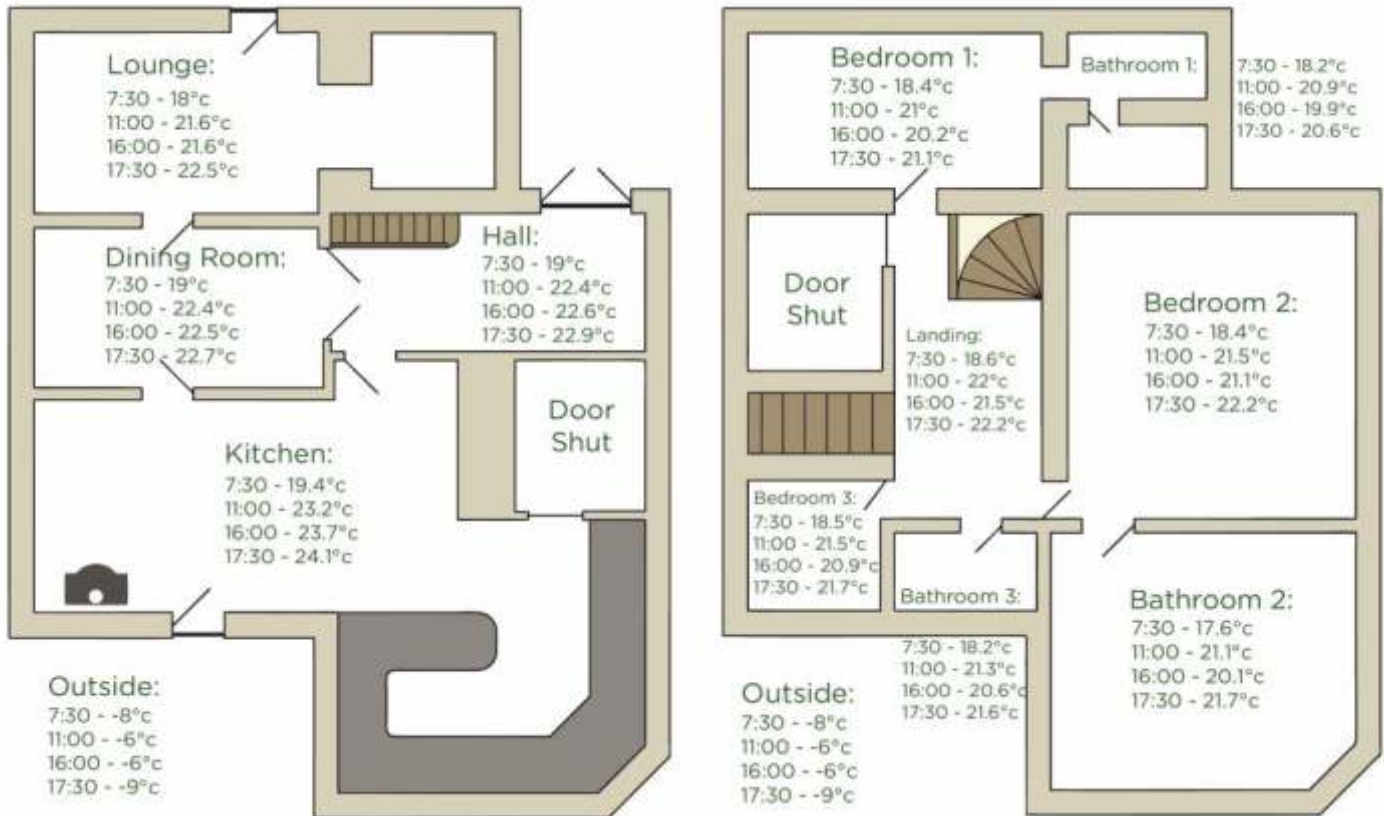 Lounge:
7:30 - 18°c
11:00 - 21.6°c
16:00 - 21.6°c
17:30 - 22.5°c
Dining Room:
7:30 - 19°c
11:00 - 22.4°c
16:00 - 22.5°c
17:30 - 22.7°c
Hall:
7:30 - 19°c
11:00 - 22.4°c
16:00 - 22.6°c
17:30 - 22.9°c
Door
Shut
Kitchen:
7:30 - 19.4°c
11:00 - 23.2°c
16:00 - 23.7°c
17:30 - 24.1°c
Outside:
7:30 - -8°c
11:00 - -6°c
16:00 - -6°c
17:30 - -9°c
Bedroom 1:
7:30 - 18.4°c
11:00 - 21°c
16:00 - 20.2°c
17:30 - 21.1°c
Bathroom 1:
7:30 - 18.2°c
11:00 - 20.9°c
16:00 - 19.9°c
17:30 - 20.6°c
Door
Shut
Landing:
7:30 - 18.6°c
11:00 - 22°c
16:00 - 21.5°c
17:30 - 22.2°c
Bedroom 2:
7:30 - 18.4°c
11:00 - 21.5°c
16:00 - 21.1°c
17:30 - 22.2°c
Bedroom 3:
7:30 - 18.5°c
11:00 - 21.5°c
16:00 - 20.9°c
17:30 - 21.7°c
Bathroom 3:
7:30 - 18.2°c
11:00 - 21.3°c
16:00 - 20.6°c
17:30 - 21.6°c
Bathroom 2:
7:30 - 17.6°c
11:00 - 21.1°c
16:00 - 20.1°c
17:30 - 21.7°c
Outside:
7:30 - -8°c
11:00 - -6°c
16:00 - -6°c
17:30 - -9°c